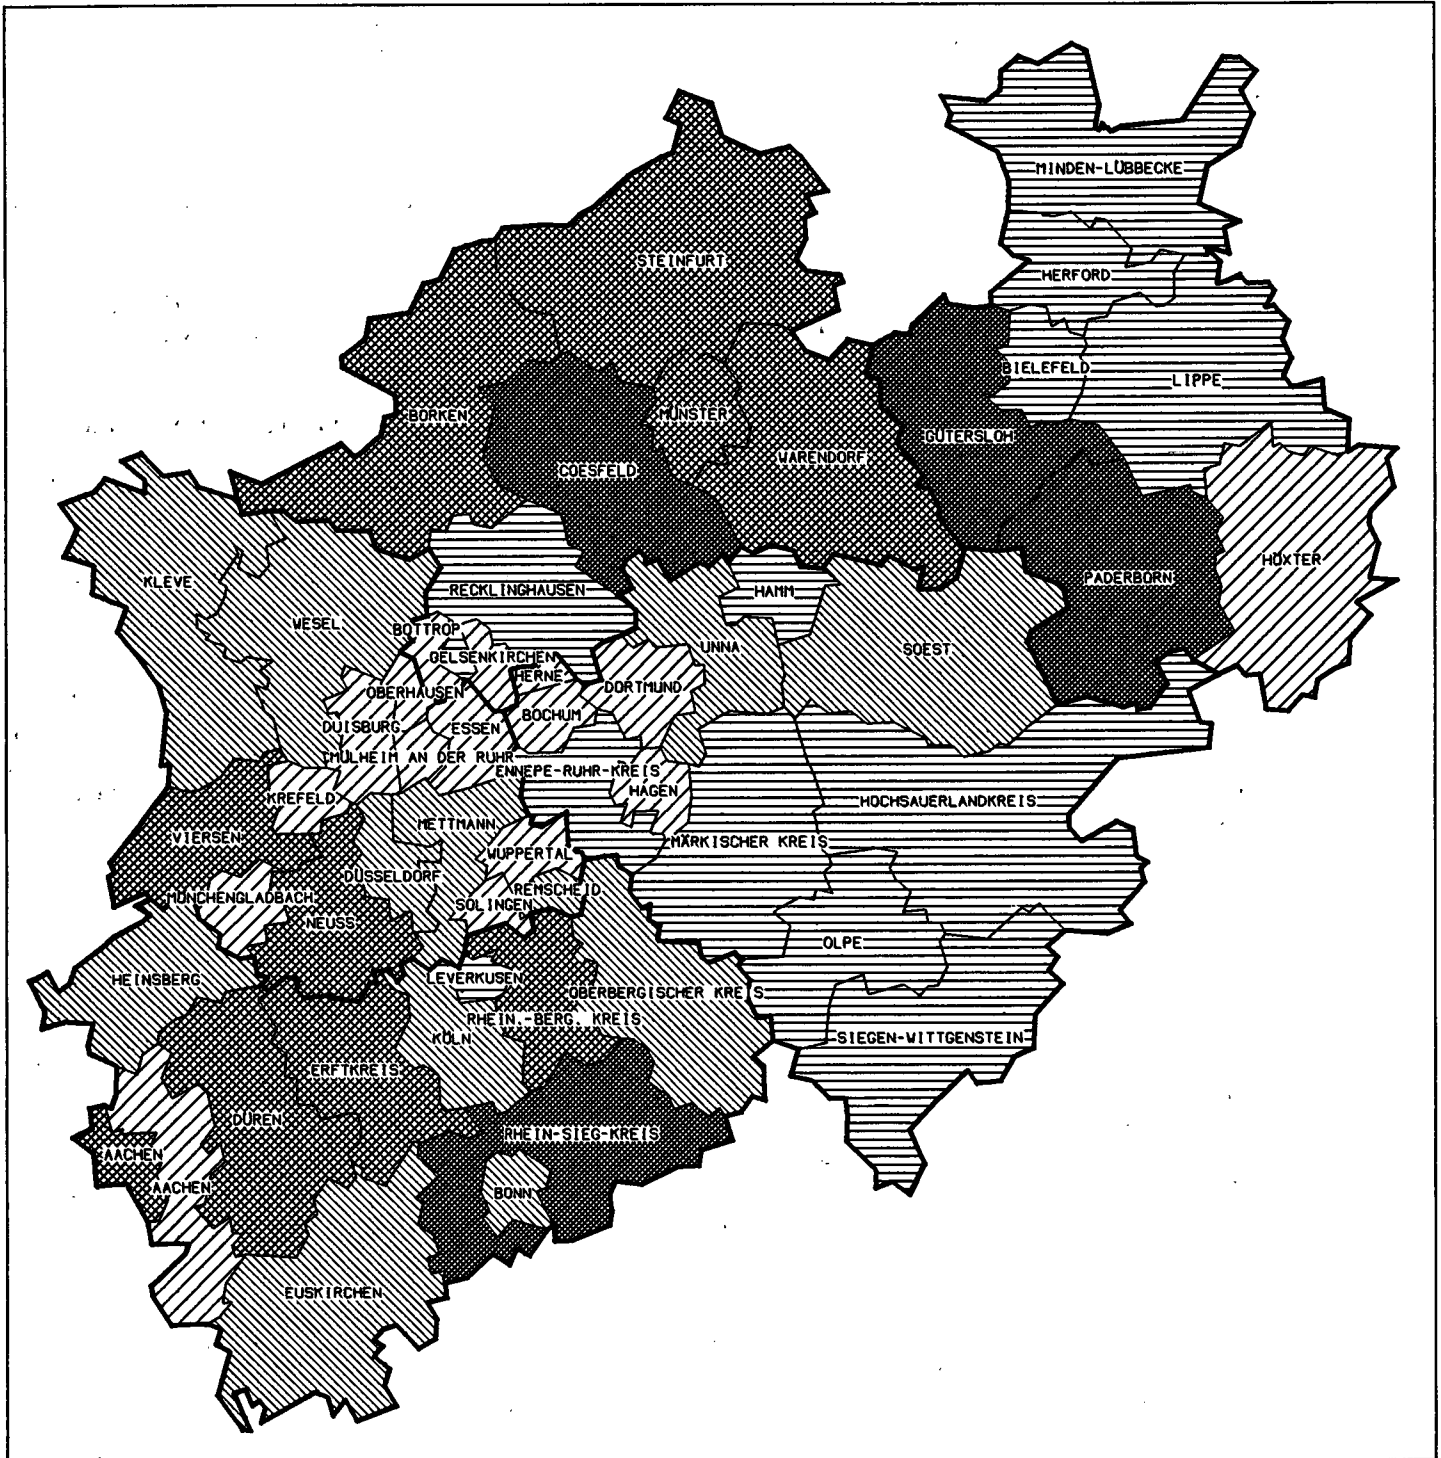 MINDEN-LÜBBECKE
STEINFURT
HERFORD
BIELEFELD
LIPPE
BORKEN
MÜNSTER
GÜTERSLOH
WARENDORF
COESFELD
HÖXTER
KLEVE
PADERBORN
RECKLINGHAUSEN
HAMM
WESEL
BOTTROP
UNNA
SOEST
GELSENKIRCHEN
HERNE
OBERHAUSEN
DORTMUND
BOCHUM
DUISBURG
ESSEN
MÜLHEIM AN DER RUHR
ENNEPE-RUHR-KREIS
HAGEN
KREFELD
HOCHSAUERLANDKREIS
METTMANN
VIERSEN
MÄRKISCHER KREIS
WUPPERTAL
DÜSSELDORF
REMSCHEID
MÖNCHENGLADBACH
SOLINGEN
NEUSS
OLPE
HEINSBERG
LEVERKUSEN
OBERBERGISCHER KREIS
RHEIN.-BERG. KREIS
KÖLN
SIEGEN-WITTGENSTEIN
ERFTKREIS
DÜREN
RHEIN-SIEG-KREIS
AACHEN
AACHEN
BONN
EUSKIRCHEN